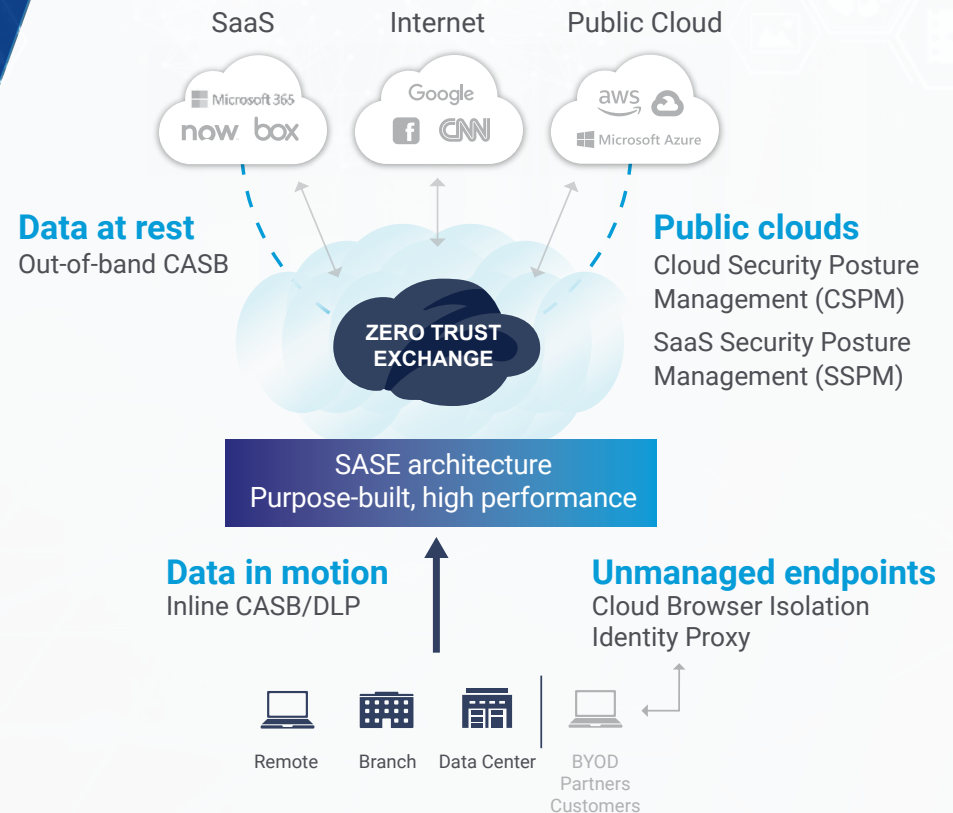 SaaS
Internet
Public Cloud
Microsoft 365
now box
Google
f CNN
aws
Microsoft Azure
Data at rest
Out-of-band CASB
Public clouds
Cloud Security Posture
Management (CSPM)
SaaS Security Posture
Management (SSPM)
ZERO TRUST
EXCHANGE
SASE architecture
Purpose-built, high performance
Data in motion
Inline CASB/DLP
Unmanaged endpoints
Cloud Browser Isolation
Identity Proxy
Remote
Branch
Data Center
BYOD
Partners
Customers